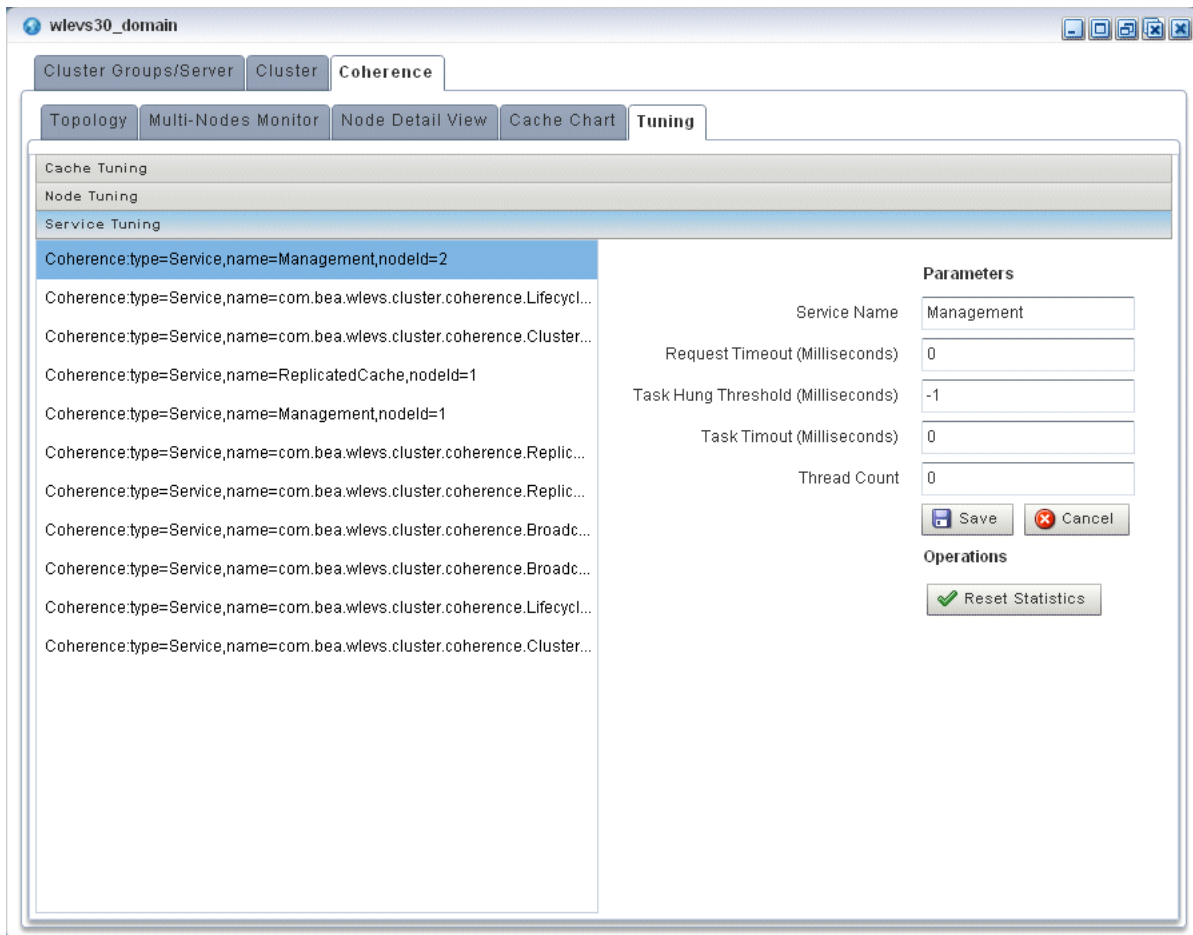 wlevs30_domain
Cluster Groups/Server Cluster Coherence
Topology Multi-Nodes Monitor Node Detail View Cache Chart Tuning
Cache Tuning
Node Tuning
Service Tuning
Coherence:type=Service,name=Management,nodeId=2
Coherence:type=Service,name=com.bea.wlevs.cluster.coherence.Lifecycl...
Coherence:type=Service,name=com.bea.wlevs.cluster.coherence.Cluster...
Coherence:type=Service,name=ReplicatedCache,nodeId=1
Coherence:type=Service,name=Management,nodeId=1
Coherence:type=Service,name=com.bea.wlevs.cluster.coherence.Replic...
Coherence:type=Service,name=com.bea.wlevs.cluster.coherence.Replic...
Coherence:type=Service,name=com.bea.wlevs.cluster.coherence.Broadc...
Coherence:type=Service,name=com.bea.wlevs.cluster.coherence.Broadc...
Coherence:type=Service,name=com.bea.wlevs.cluster.coherence.Lifecycl...
Coherence:type=Service,name=com.bea.wlevs.cluster.coherence.Cluster...
Parameters
Service Name Management
Request Timeout (Milliseconds) 0
Task Hung Threshold (Milliseconds) -1
Task Timout (Milliseconds) 0
Thread Count 0
Save Cancel
Operations
Reset Statistics